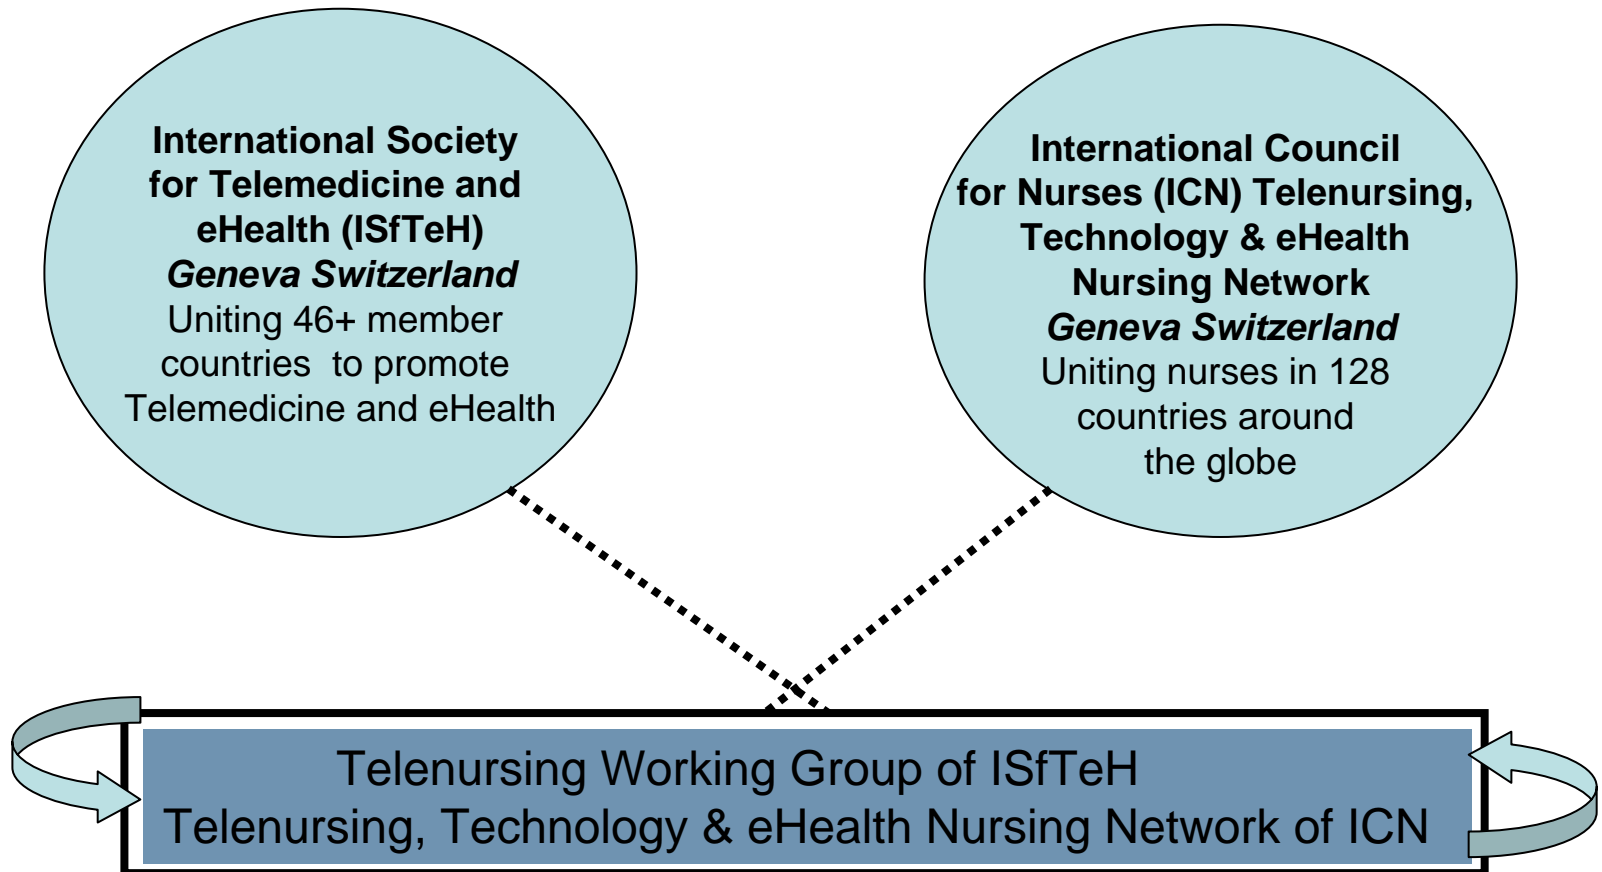 International Society
for Telemedicine and
eHealth (ISfTeH)
Geneva Switzerland
Uniting 46+ member
countries to promote
Telemedicine and eHealth
International Council
for Nurses (ICN) Telenursing,
Technology & eHealth
Nursing Network
Geneva Switzerland
Uniting nurses in 128
countries around
the globe
Telenursing Working Group of ISfTeH
Telenursing, Technology & eHealth Nursing Network of ICN